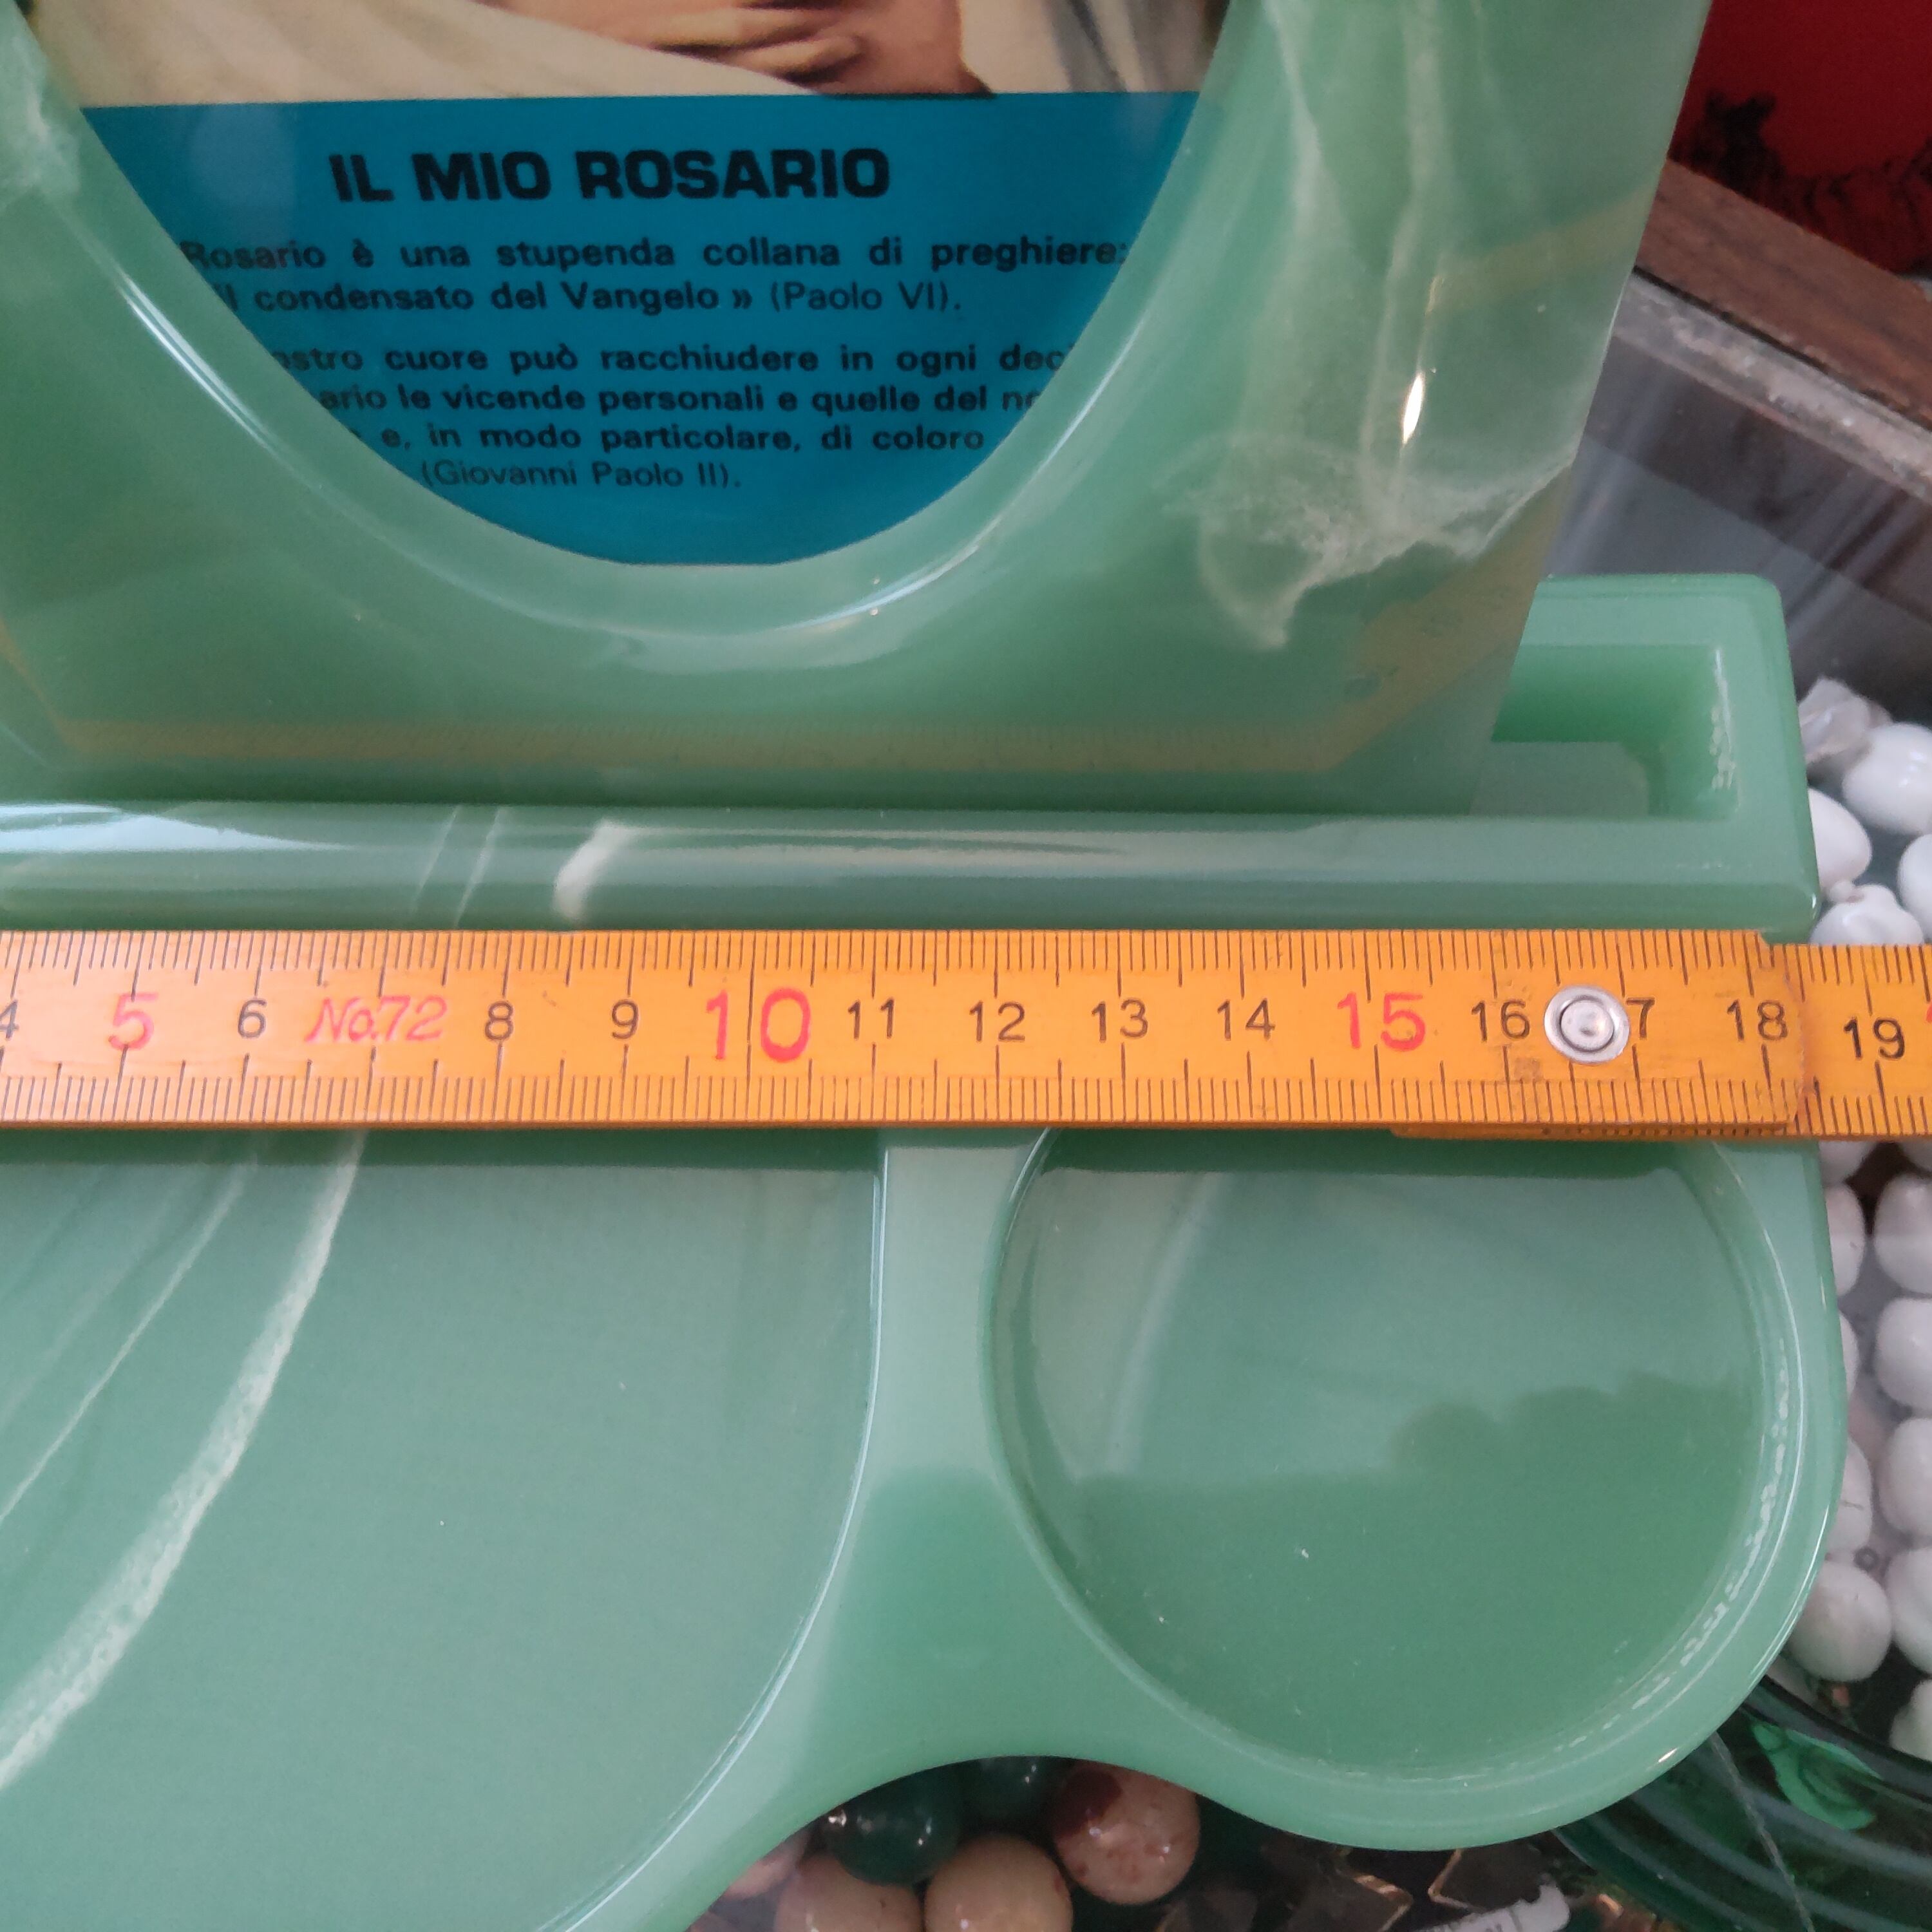 IL MIO ROSARIO
Rosario è una stupenda collana di preghiere:
condensato del Vangelo » (Paolo VI).
cuore può racchiudere in ogni
le vicende personali e quelle del
e, in modo particolare, di coloro
(Giovanni Paolo II).
4 5 6 No.72 8 9 10 11 12 13 14 15 16 7 18 19